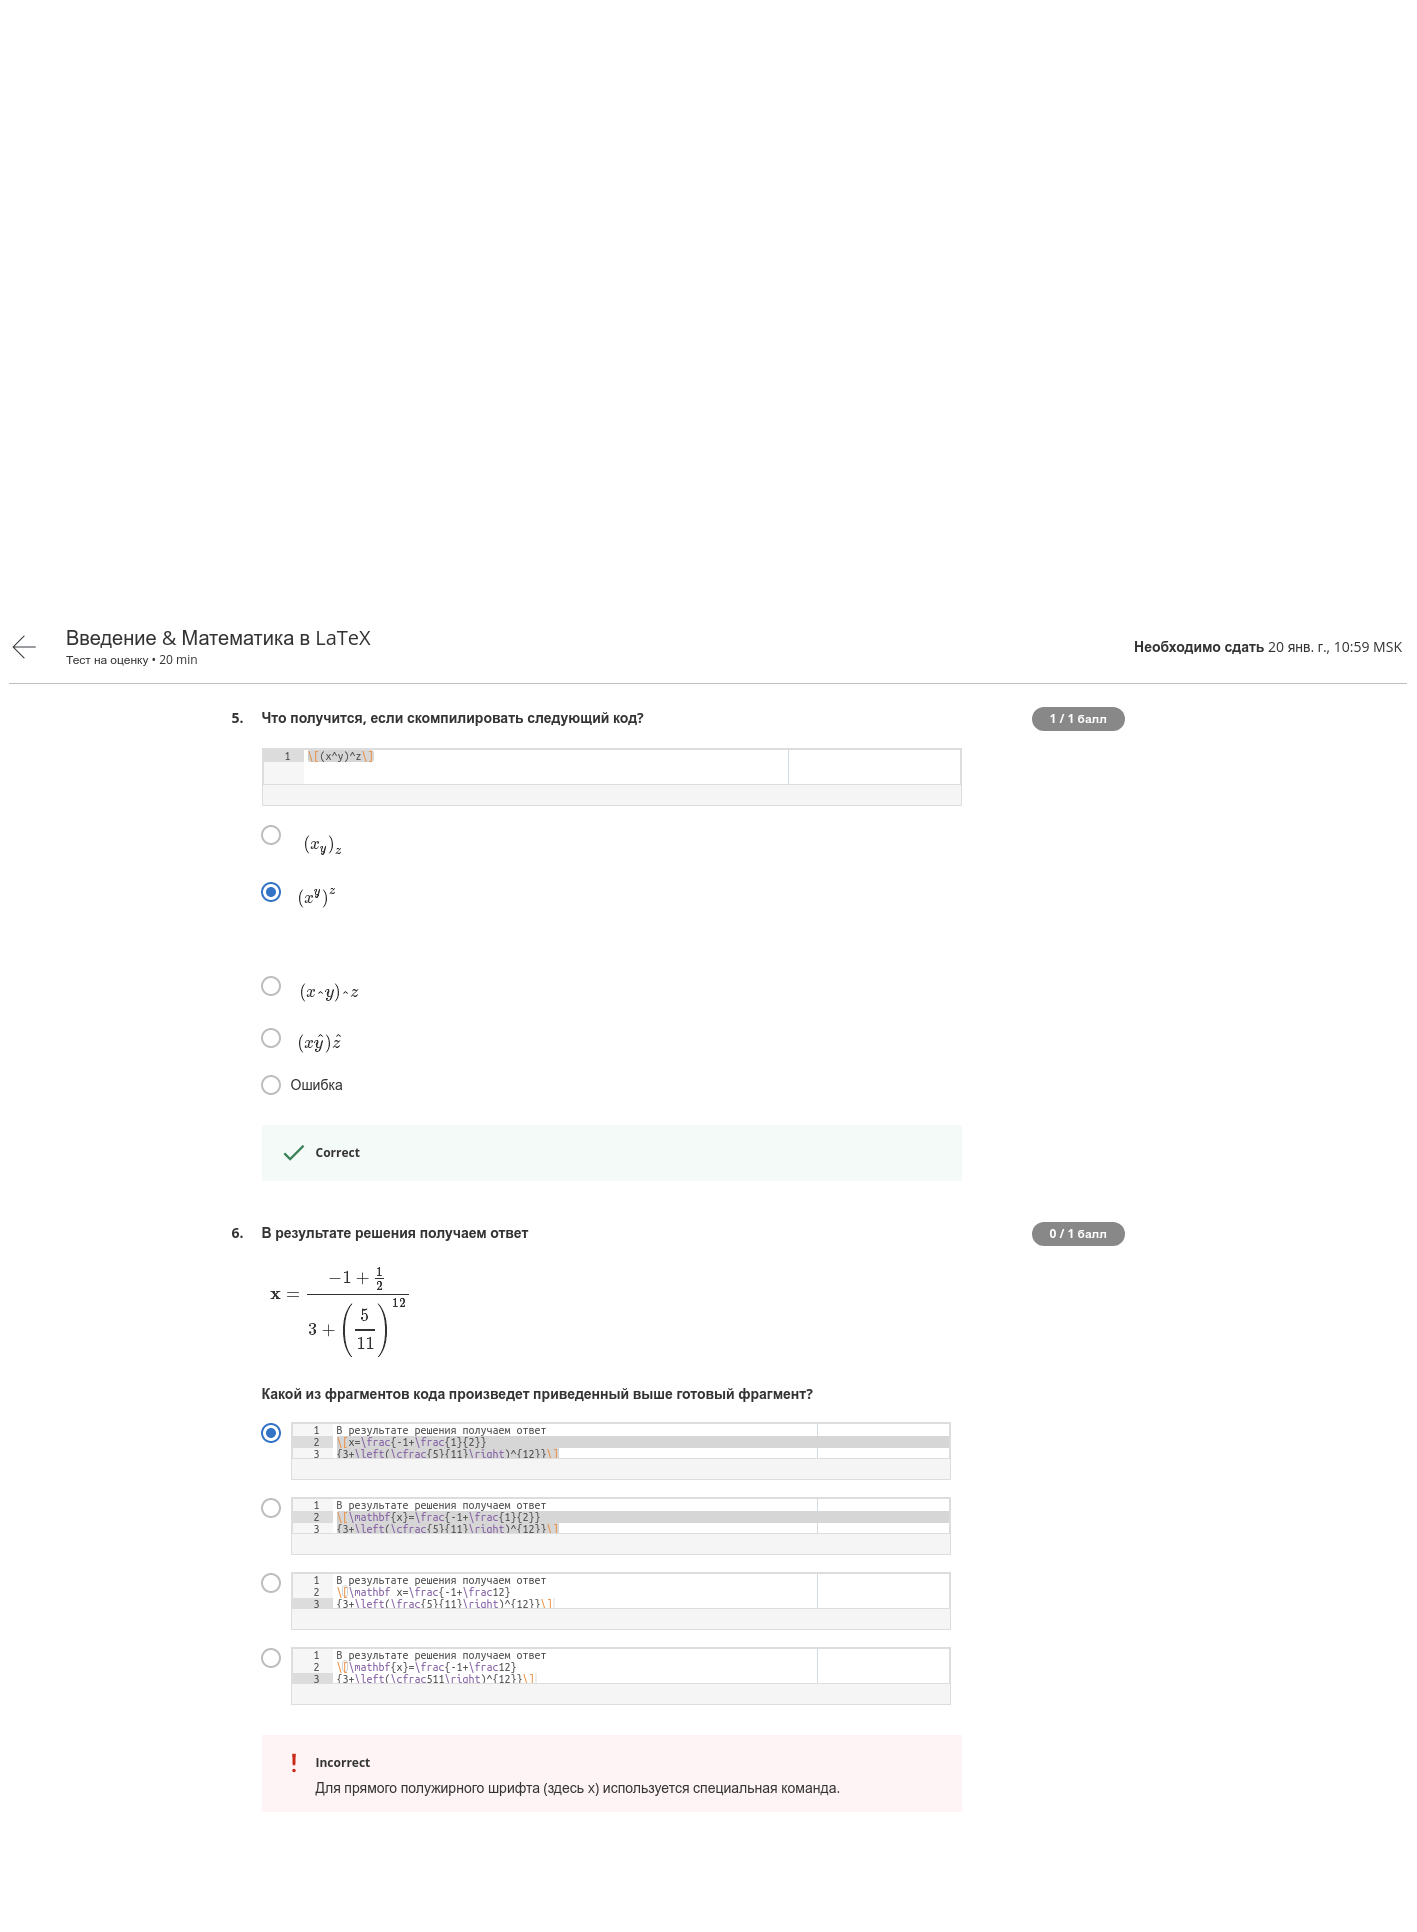 Введение & Математика в LaTeX
Тест на оценку • 20 min
Необходимо сдать 20 янв. г., 10:59 MSK
5. Что получится, если скомпилировать следующий код?
1 / 1 балл
1 \[(x^y)^z\]
(x_y)_z
(x^y)^z
(xˆy)ˆz
(xŷ)ẑ
Ошибка
Correct
6. В результате решения получаем ответ
0 / 1 балл
x = \frac{-1 + \frac{1}{2}}{3 + \left(\frac{5}{11}\right)^{12}}
Какой из фрагментов кода произведет приведенный выше готовый фрагмент?
1 В результате решения получаем ответ
2 \[x=\frac{-1+\frac{1}{2}}
3 {3+\left(\cfrac{5}{11}\right)^{12}}\]
1 В результате решения получаем ответ
2 \[\mathbf{x}=\frac{-1+\frac{1}{2}}
3 {3+\left(\cfrac{5}{11}\right)^{12}}\]
1 В результате решения получаем ответ
2 \[\mathbf x=\frac{-1+\frac12}
3 {3+\left(\frac{5}{11}\right)^{12}}\]
1 В результате решения получаем ответ
2 \[\mathbf{x}=\frac{-1+\frac12}
3 {3+\left(\cfrac511\right)^{12}}\]
Incorrect
Для прямого полужирного шрифта (здесь x) используется специальная команда.